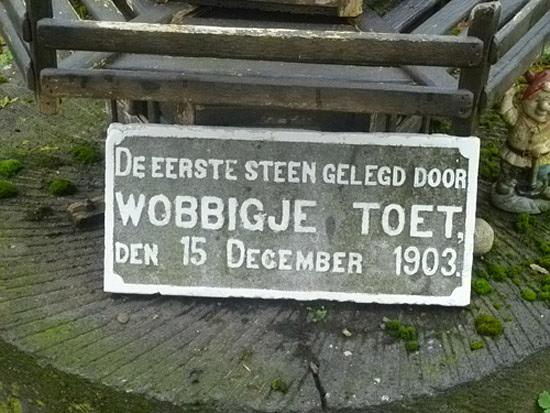 DE EERSTE STEEN GELEGD DOOR
WOBBIGJE TOET,
DEN 15 DECEMBER 1903.